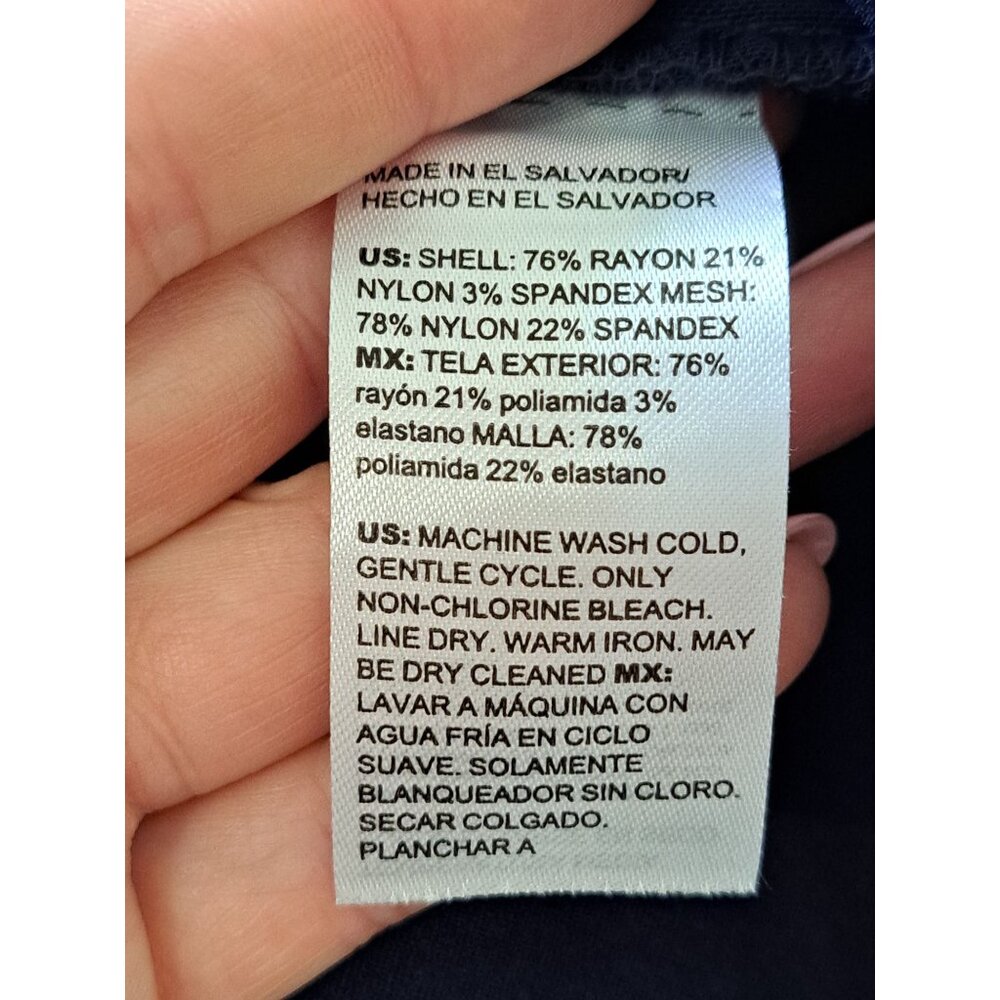 MADE IN EL SALVADOR/
HECHO EN EL SALVADOR
US: SHELL: 76% RAYON 21%
NYLON 3% SPANDEX MESH:
78% NYLON 22% SPANDEX
MX: TELA EXTERIOR: 76%
rayón 21% poliamida 3%
elastano MALLA: 78%
poliamida 22% elastano
US: MACHINE WASH COLD,
GENTLE CYCLE. ONLY
NON-CHLORINE BLEACH.
LINE DRY. WARM IRON. MAY
BE DRY CLEANED MX:
LAVAR A MÁQUINA CON
AGUA FRÍA EN CICLO
SUAVE. SOLAMENTE
BLANQUEADOR SIN CLORO.
SECAR COLGADO.
PLANCHAR A